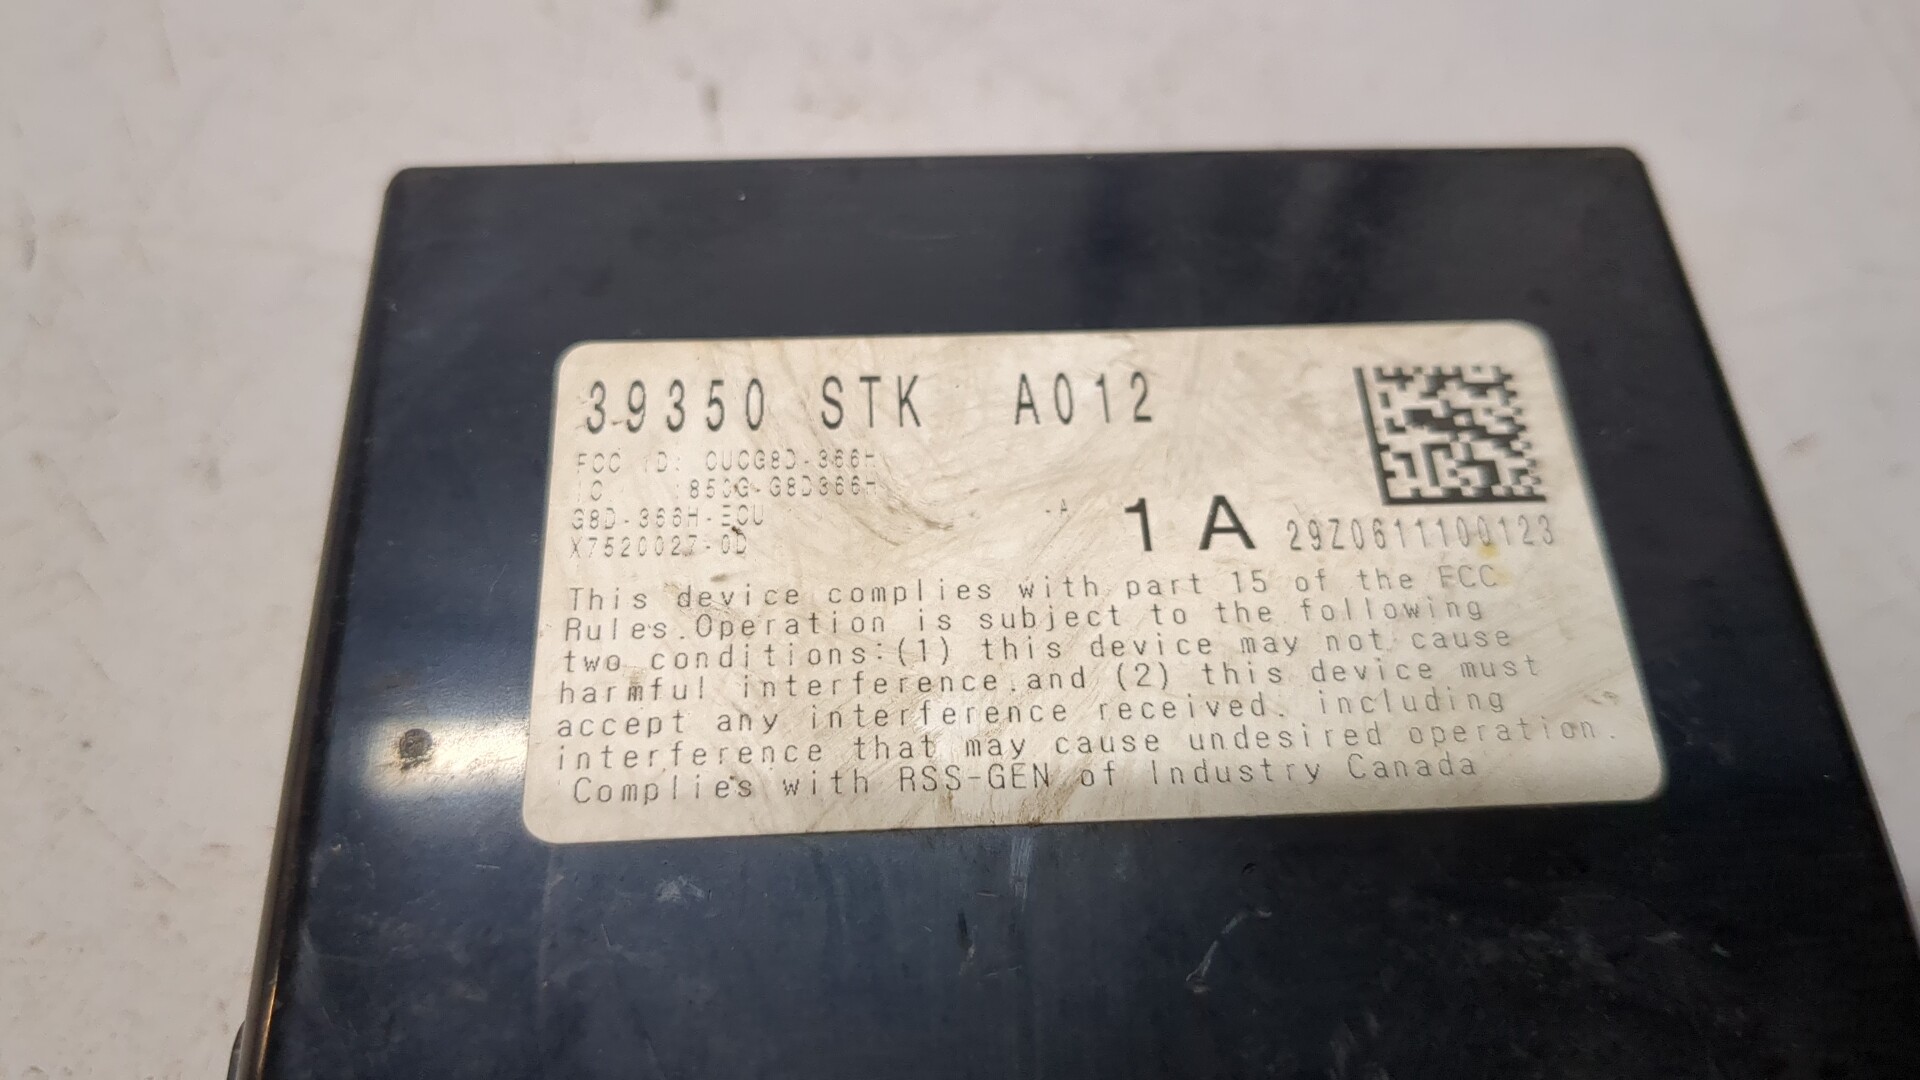 39350 STK A012
FCC ID: OUCG8D-366H
IC :850G-G8D366H
G8D-366H-ECU
X7520027-0D
-A
1A
29Z0611100123
This device complies with part 15 of the FCC
Rules.Operation is subject to the following
two conditions:(1) this device may not cause
harmful interference.and (2) this device must
accept any interference received. including
interference that may cause undesired operation.
Complies with RSS-GEN of Industry Canada